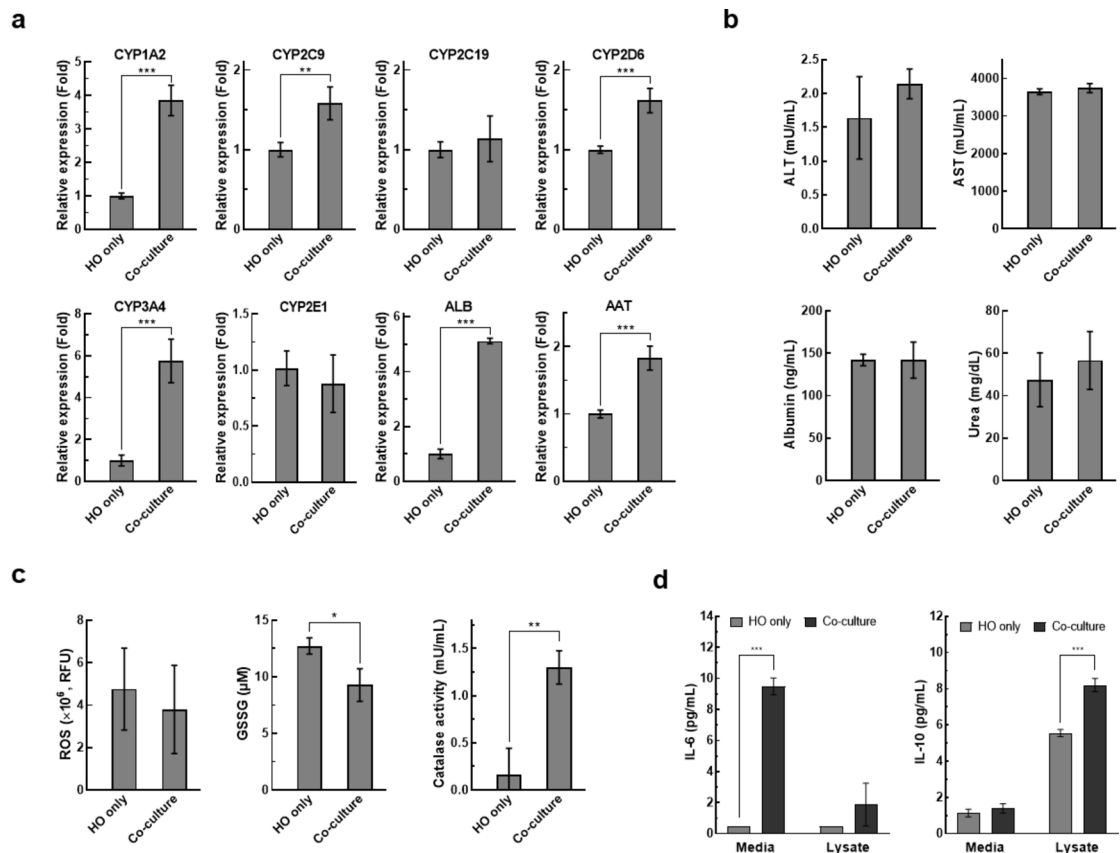 a
CYP1A2
Relative expression (Fold)
5
4
3
2
1
0
***
HO only
Co-culture
CYP2C9
Relative expression (Fold)
2
1
0
**
HO only
Co-culture
CYP2C19
Relative expression (Fold)
2
1
0
HO only
Co-culture
CYP2D6
Relative expression (Fold)
2
1
0
***
HO only
Co-culture
CYP3A4
Relative expression (Fold)
8
6
4
2
0
***
HO only
Co-culture
CYP2E1
Relative expression (Fold)
1.5
1.0
0.5
0.0
HO only
Co-culture
ALB
Relative expression (Fold)
6
4
2
0
***
HO only
Co-culture
AAT
Relative expression (Fold)
2
1
0
***
HO only
Co-culture
b
ALT (mU/mL)
2.5
2.0
1.5
1.0
0.5
0.0
HO only
Co-culture
AST (mU/mL)
4000
3000
2000
1000
0
HO only
Co-culture
Albumin (ng/mL)
200
150
100
50
0
HO only
Co-culture
Urea (mg/dL)
80
60
40
20
0
HO only
Co-culture
c
ROS (×10⁶, RFU)
8
6
4
2
0
HO only
Co-culture
GSSG (μM)
15
10
5
0
*
HO only
Co-culture
Catalase activity (mU/mL)
1.5
1.0
0.5
0.0
**
HO only
Co-culture
d
IL-6 (pg/mL)
14
12
10
8
6
4
2
0
HO only Co-culture
***
Media Lysate
IL-10 (pg/mL)
12
10
8
6
4
2
0
HO only Co-culture
***
Media Lysate